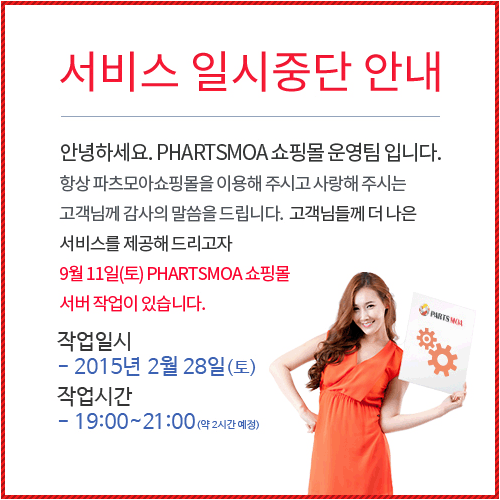 서비스 일시중단 안내
안녕하세요. PHARTSMOA 쇼핑몰 운영팀 입니다.
항상 파츠모아쇼핑몰을 이용해 주시고 사랑해 주시는
고객님께 감사의 말씀을 드립니다. 고객님들께 더 나은
서비스를 제공해 드리고자
9월 11일(토) PHARTSMOA 쇼핑몰
서버 작업이 있습니다.
PARTSMOA
작업일시
- 2015년 2월 28일(토)
작업시간
- 19:00~21:00 (약 2시간 예정)